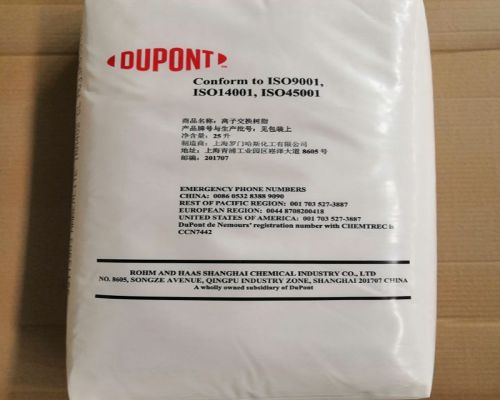 DUPONT
Conform to ISO9001,
ISO14001, ISO45001
商品名称：离子交换树脂
产品牌号与生产批号：见包装上
净含量：25升
制造商：上海罗门哈斯化工有限公司
地址：上海青浦工业园区崧泽大道 8605 号
邮编：201707
EMERGENCY PHONE NUMBERS
CHINA: 0086 0532 8388 9090
REST OF PACIFIC REGION: 001 703 527-3887
EUROPEAN REGION: 0044 8708200418
UNITED STATES OF AMERICA: 001 703 527-3887
DuPont de Nemours' registration number with CHEMTREC is
CCN7442
ROHM AND HAAS SHANGHAI CHEMICAL INDUSTRY CO., LTD
NO. 8605, SONGZE AVENUE, QINGPU INDUSTRY ZONE, SHANGHAI 201707 CHINA
A wholly owned subsidiary of DuPont